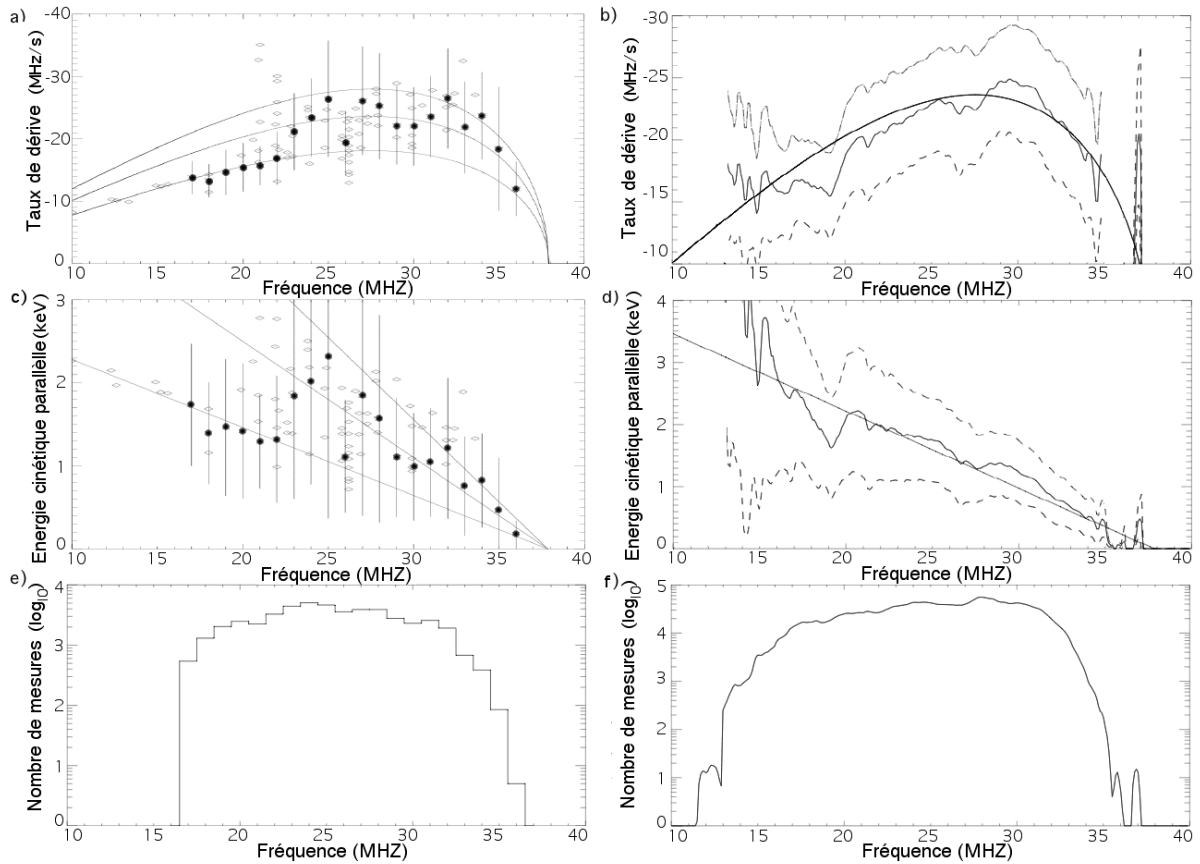 a)
Taux de dérive (MHz/s)
-40
-30
-20
-10
0
10 15 20 25 30 35 40
Fréquence (MHZ)
b)
Taux de dérive (MHz/s)
-30
-25
-20
-15
-10
10 15 20 25 30 35 40
Fréquence (MHZ)
c)
Energie cinétique parallèlle(keV)
3
2
1
0
10 15 20 25 30 35 40
Fréquence (MHZ)
d)
Energie cinétique parallèlle(keV)
4
3
2
1
0
10 15 20 25 30 35 40
Fréquence (MHZ)
e)
Nombre de mesures (log10)
4
3
2
1
0
10 15 20 25 30 35 40
Fréquence (MHZ)
f)
Nombre de mesures (log10)
5
4
3
2
1
0
10 15 20 25 30 35 40
Fréquence (MHZ)